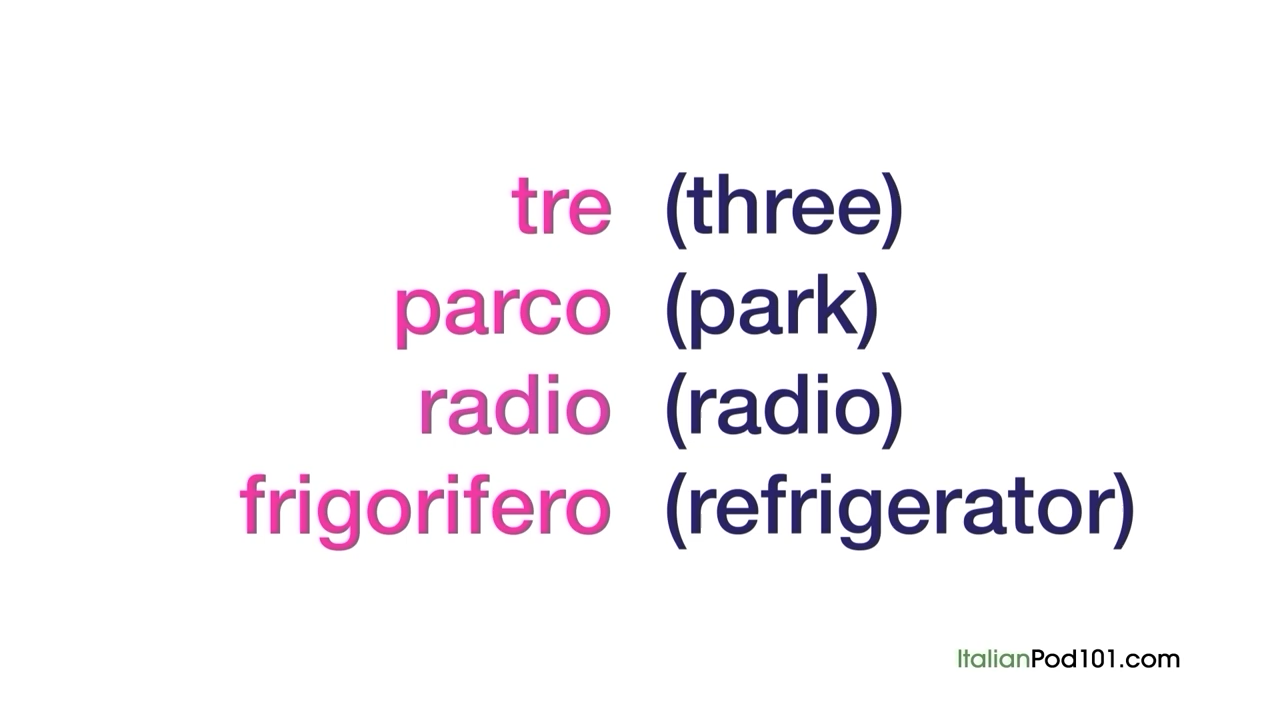 tre (three)
parco (park)
radio (radio)
frigorifero (refrigerator)
ItalianPod101.com